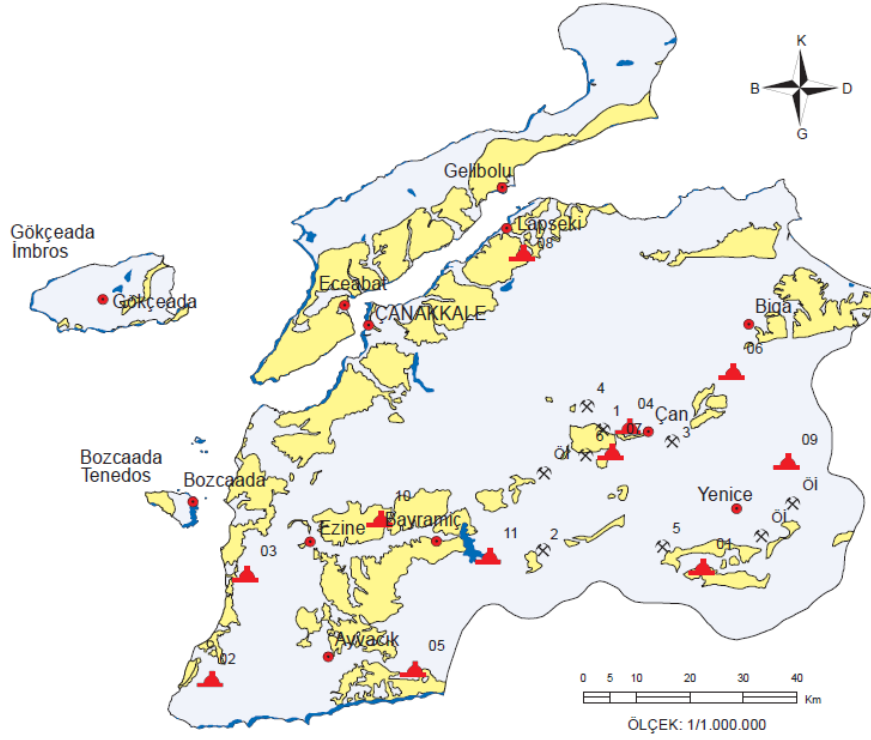 K
B
D
G
Gelibolu
Lapseki
08
Gökçeada
İmbros
Gökçeada
Eceabat
ÇANAKKALE
Biga
06
4
1
04
Çan
07
6
3
Öİ
09
Bozcaada
Tenedos
Bozcaada
Yenice
Öİ
Öİ
10
Ezine
Bayramiç
11
2
5
01
03
Ayvacık
02
05
0 5 10 20 30 40
Km
ÖLÇEK: 1/1.000.000